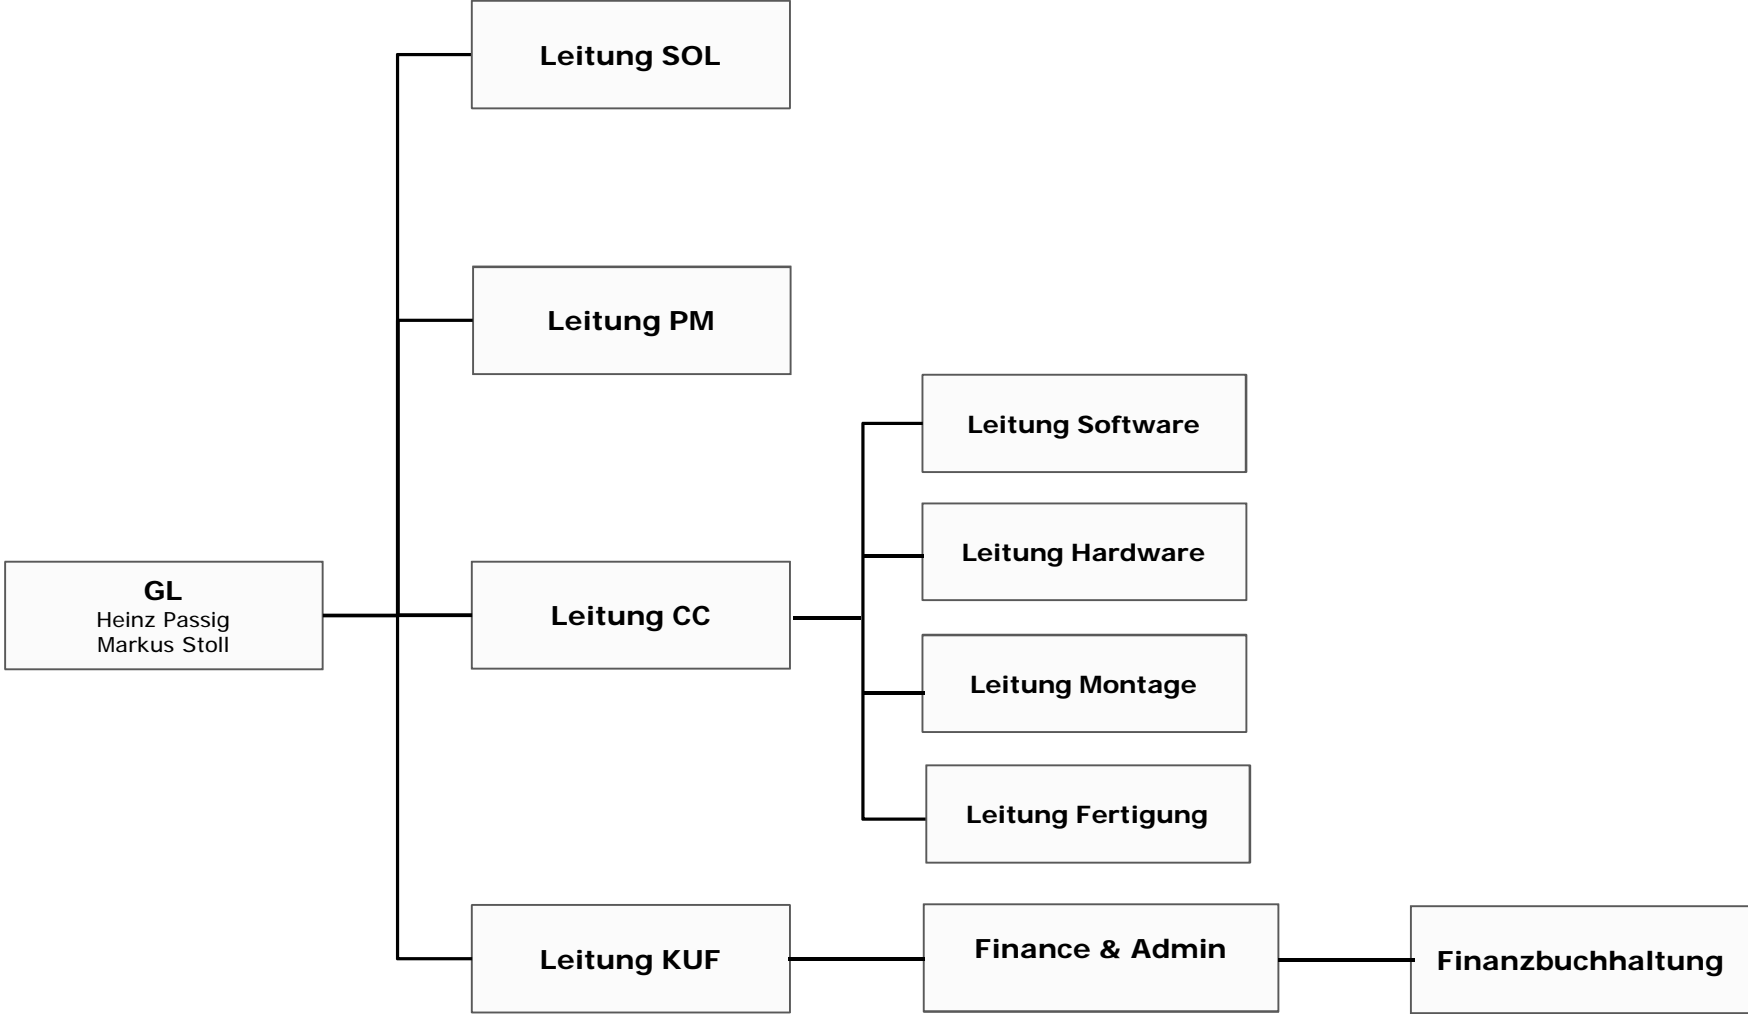 Leitung SOL
Leitung PM
Leitung Software
Leitung Hardware
GL
Heinz Passig
Markus Stoll
Leitung CC
Leitung Montage
Leitung Fertigung
Leitung KUF
Finance & Admin
Finanzbuchhaltung